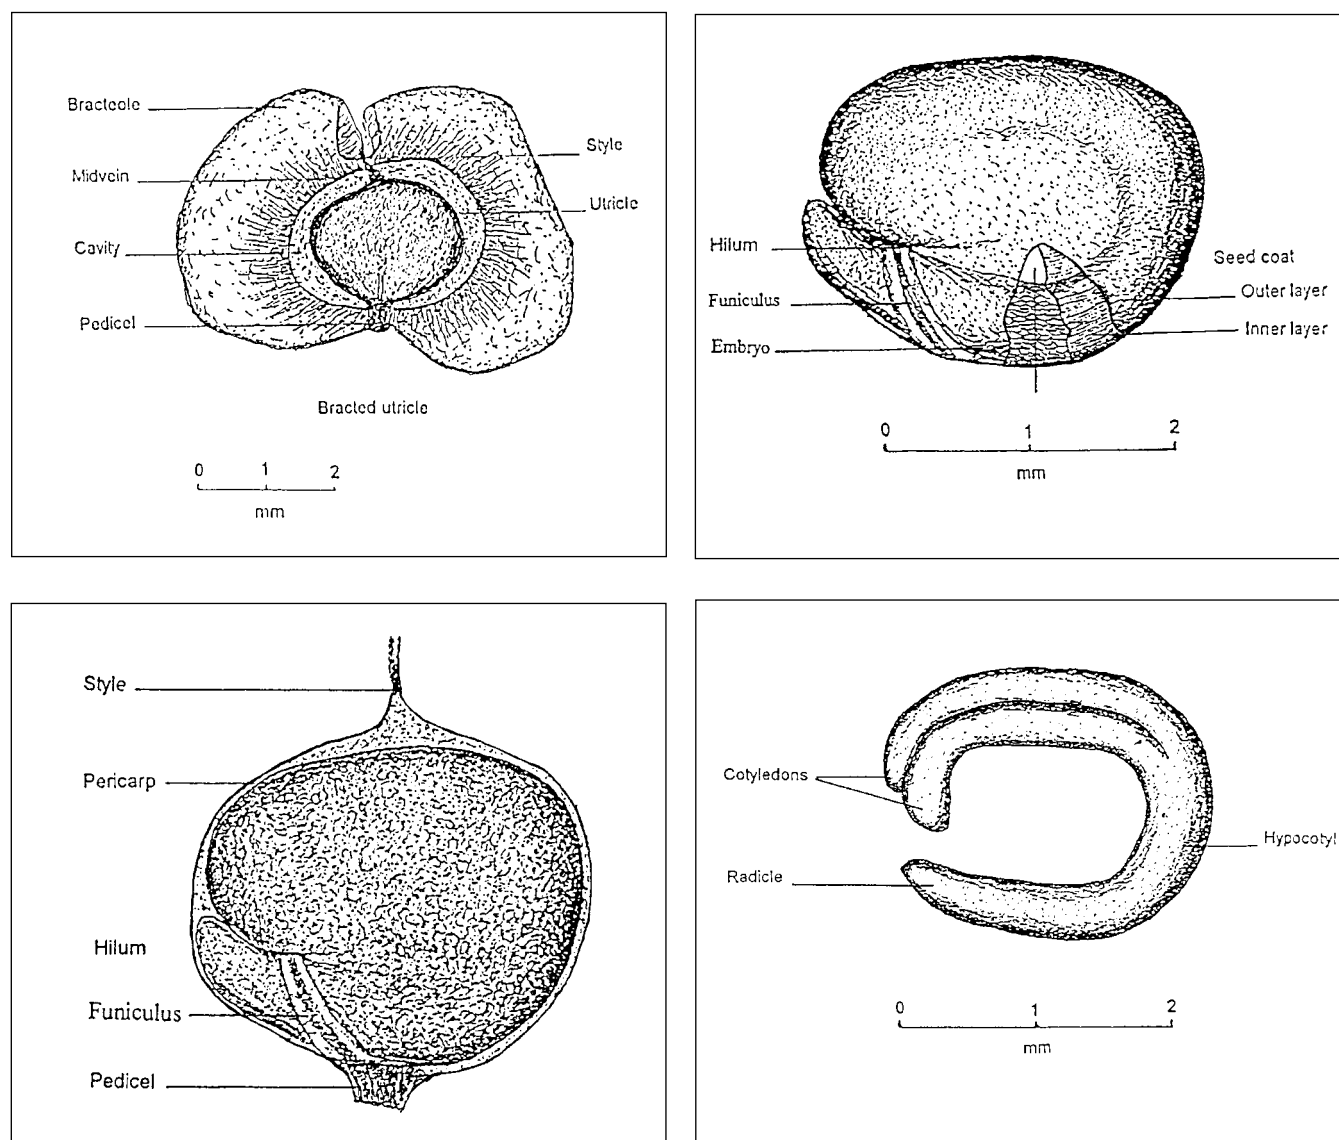 Bracteole
Style
Midvein
Utricle
Cavity
Pedicel
Bracted utricle
0 1 2
mm
Hilum
Seed coat
Funiculus
Outer layer
Inner layer
Embryo
0 1 2
mm
Style
Pericarp
Hilum
Funiculus
Pedicel
Cotyledons
Hypocotyl
Radicle
0 1 2
mm